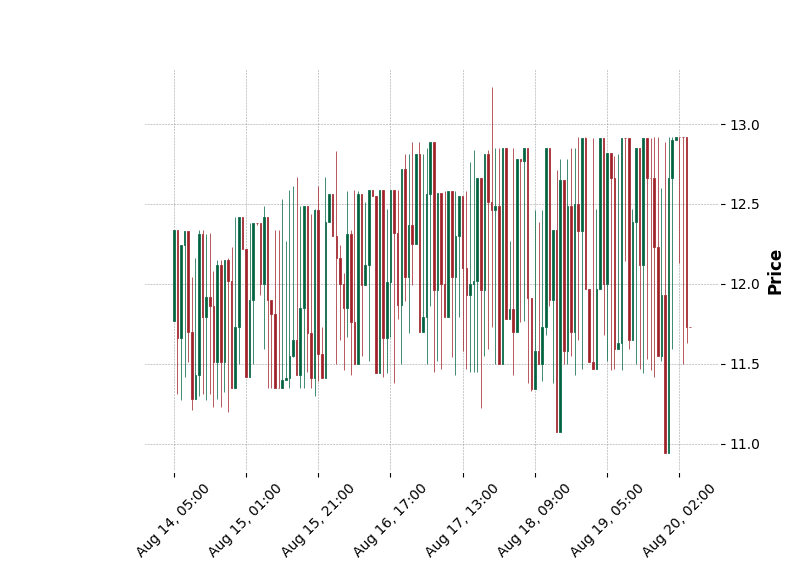 13.0
12.5
12.0
11.5
11.0
Price
Aug 14, 05:00
Aug 15, 01:00
Aug 15, 21:00
Aug 16, 17:00
Aug 17, 13:00
Aug 18, 09:00
Aug 19, 05:00
Aug 20, 02:00